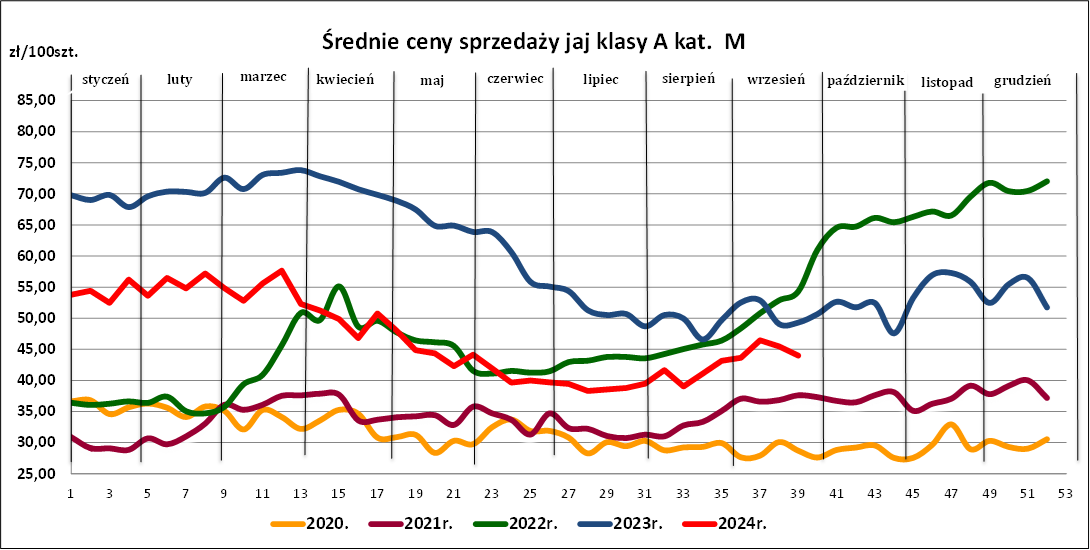 Średnie ceny sprzedaży jaj klasy A kat. M
zł/100szt.
styczeń luty marzec kwiecień maj czerwiec lipiec sierpień wrzesień październik listopad grudzień
85,00
80,00
75,00
70,00
65,00
60,00
55,00
50,00
45,00
40,00
35,00
30,00
25,00
1 3 5 7 9 11 13 15 17 19 21 23 25 27 29 31 33 35 37 39 41 43 45 47 49 51 53
2020. 2021r. 2022r. 2023r. 2024r.